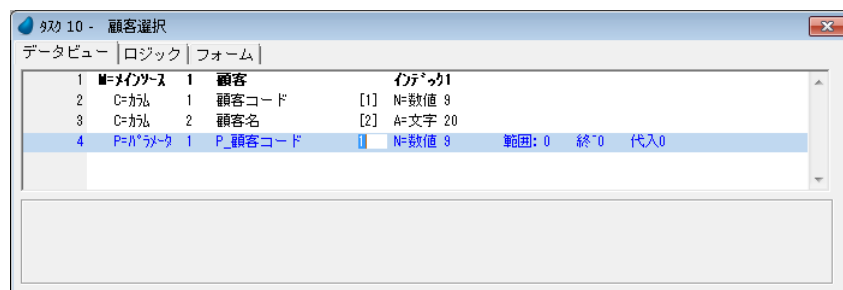 ﾀｽｸ 10 - 顧客選択
データビュー ロジック フォーム
1 M=ﾒｲﾝｿｰｽ 1 顧客 ｲﾝﾃﾞｯｸ1
2 C=ｶﾗﾑ 1 顧客コード [1] N=数値 9
3 C=ｶﾗﾑ 2 顧客名 [2] A=文字 20
4 P=ﾊﾟﾗﾒｰﾀ 1 P_顧客コード 1 N=数値 9 範囲: 0 終ﾞ0 代入0